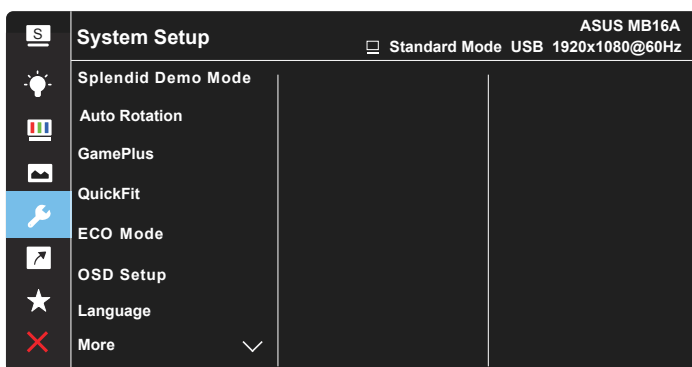 S
System Setup
ASUS MB16A
Standard Mode USB 1920x1080@60Hz
Splendid Demo Mode
Auto Rotation
GamePlus
QuickFit
ECO Mode
OSD Setup
Language
More